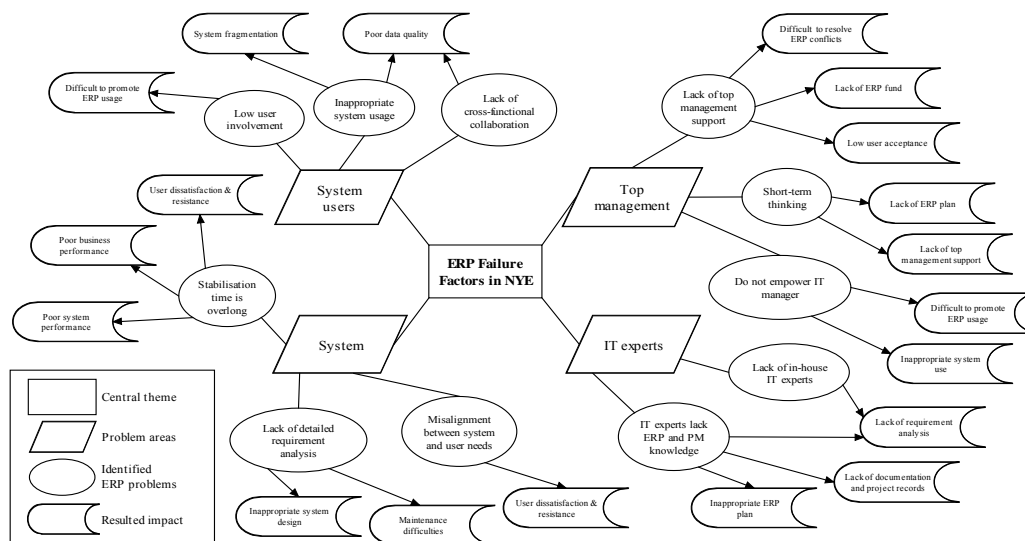 System fragmentation
Poor data quality
Difficult to resolve
ERP conflicts
Difficult to promote
ERP usage
Low user
involvement
Inappropriate
system usage
Lack of
cross-functional
collaboration
Lack of top
management
support
Lack of ERP fund
Low user acceptance
System
users
Top
management
Short-term
thinking
Lack of ERP plan
Lack of top
management support
User dissatisfaction &
resistance
Poor business
performance
Poor system
performance
Stabilisation
time is
overlong
ERP Failure
Factors in NYE
Do not empower IT
manager
Difficult to promote
ERP usage
Inappropriate system
use
System
IT experts
Lack of in-house
IT experts
Lack of requirement
analysis
Lack of detailed
requirement
analysis
Misalignment
between system
and user needs
IT experts lack
ERP and PM
knowledge
Lack of documentation
and project records
Inappropriate system
design
Maintenance
difficulties
User dissatisfaction &
resistance
Inappropriate ERP
plan
Central theme
Problem areas
Identified
ERP problems
Resulted impact